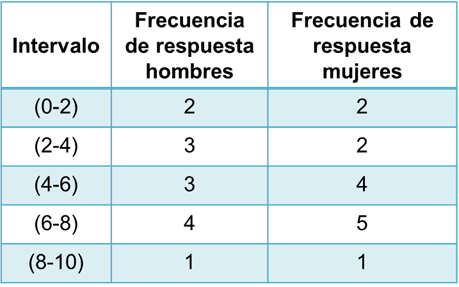 Intervalo
Frecuencia
de respuesta
hombres
Frecuencia de
respuesta
mujeres
(0-2) 2 2
(2-4) 3 2
(4-6) 3 4
(6-8) 4 5
(8-10) 1 1